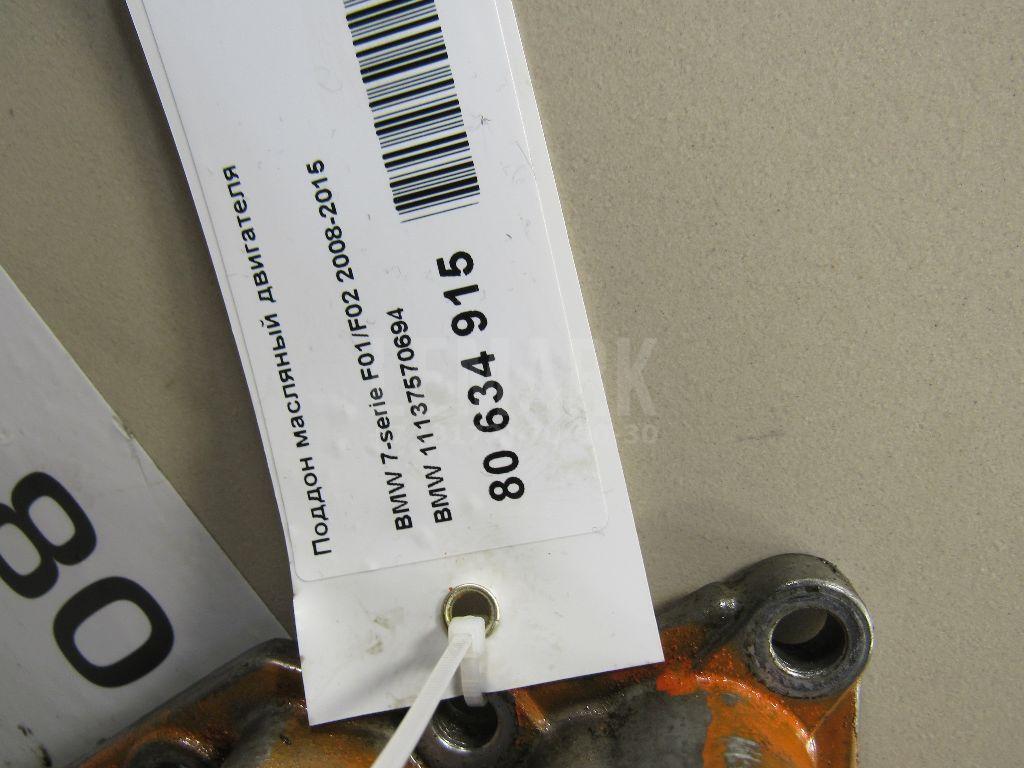 Поддон масляный двигателя
BMW 7-serie F01/F02 2008-2015
BMW 11137570694
80 634 915
80